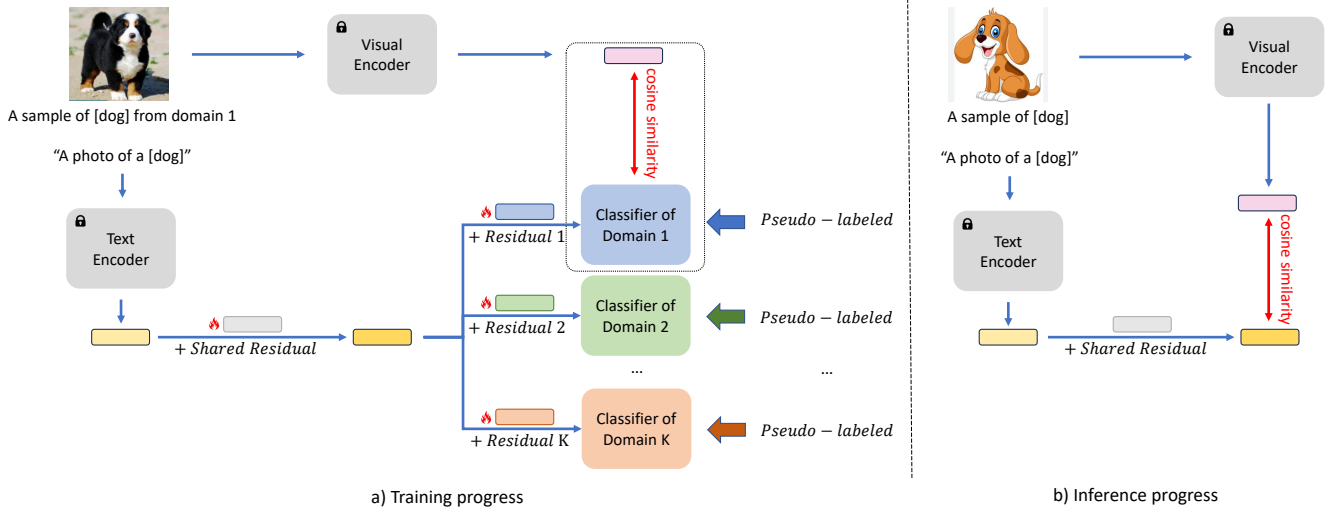 Visual
Encoder
A sample of [dog] from domain 1
“A photo of a [dog]”
Text
Encoder
+ Shared Residual
cosine similarity
+ Residual 1
Classifier of
Domain 1
Pseudo − labeled
+ Residual 2
Classifier of
Domain 2
Pseudo − labeled
...
...
+ Residual K
Classifier of
Domain K
Pseudo − labeled
a) Training progress
Visual
Encoder
A sample of [dog]
“A photo of a [dog]”
Text
Encoder
+ Shared Residual
cosine similarity
b) Inference progress